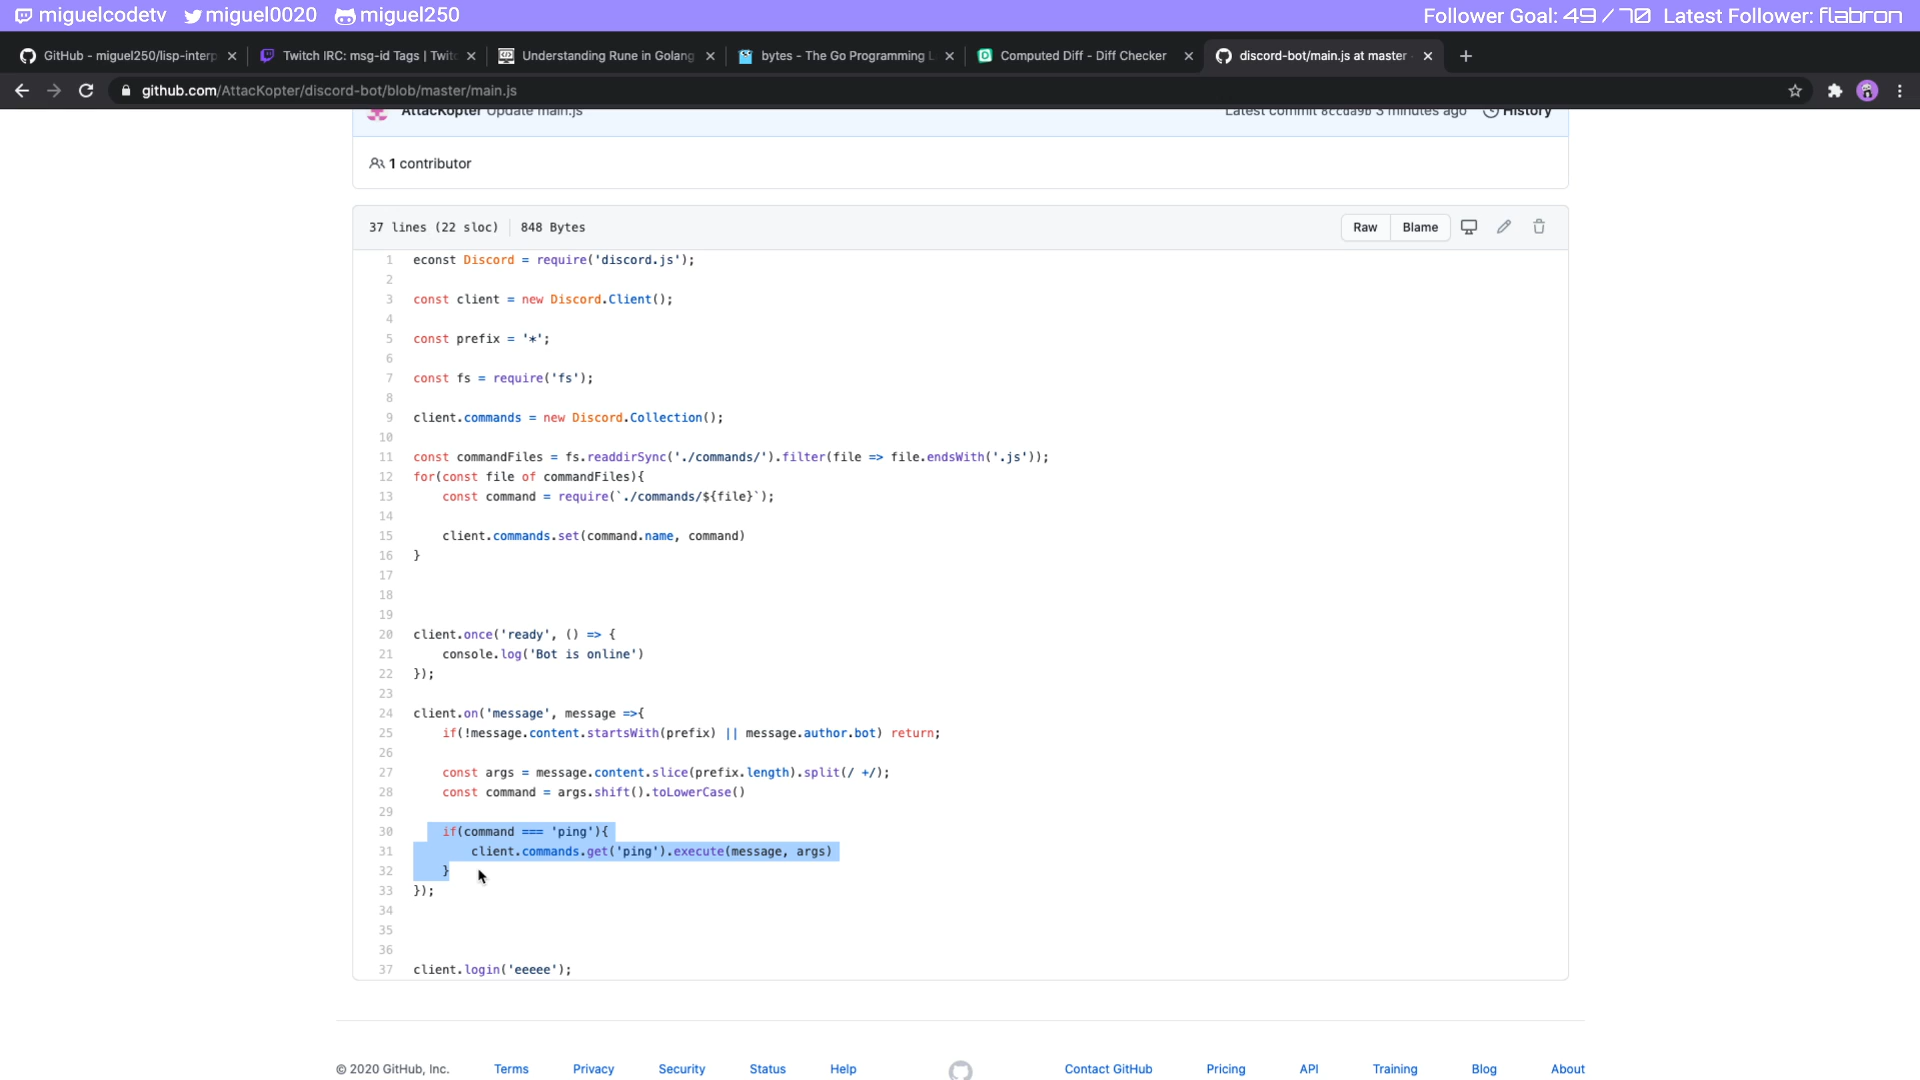 miguelcodetv miguel0020 miguel250 Follower Goal: 49 / 70 Latest Follower: flabron
GitHub - miguel250/lisp-interp Twitch IRC: msg-id Tags | Twitc Understanding Rune in Golang bytes - The Go Programming L Computed Diff - Diff Checker discord-bot/main.js at master
github.com/AttacKopter/discord-bot/blob/master/main.js
AttacKopter Update main.js Latest commit 8ccda9b 3 minutes ago History
1 contributor
37 lines (22 sloc) 848 Bytes Raw Blame
1 econst Discord = require('discord.js');
2
3 const client = new Discord.Client();
4
5 const prefix = '*';
6
7 const fs = require('fs');
8
9 client.commands = new Discord.Collection();
10
11 const commandFiles = fs.readdirSync('./commands/').filter(file => file.endsWith('.js'));
12 for(const file of commandFiles){
13 const command = require(`./commands/${file}`);
14
15 client.commands.set(command.name, command)
16 }
17
18
19
20 client.once('ready', () => {
21 console.log('Bot is online')
22 });
23
24 client.on('message', message =>{
25 if(!message.content.startsWith(prefix) || message.author.bot) return;
26
27 const args = message.content.slice(prefix.length).split(/ +/);
28 const command = args.shift().toLowerCase()
29
30 if(command === 'ping'){
31 client.commands.get('ping').execute(message, args)
32 }
33 });
34
35
36
37 client.login('eeeee');
© 2020 GitHub, Inc. Terms Privacy Security Status Help Contact GitHub Pricing API Training Blog About